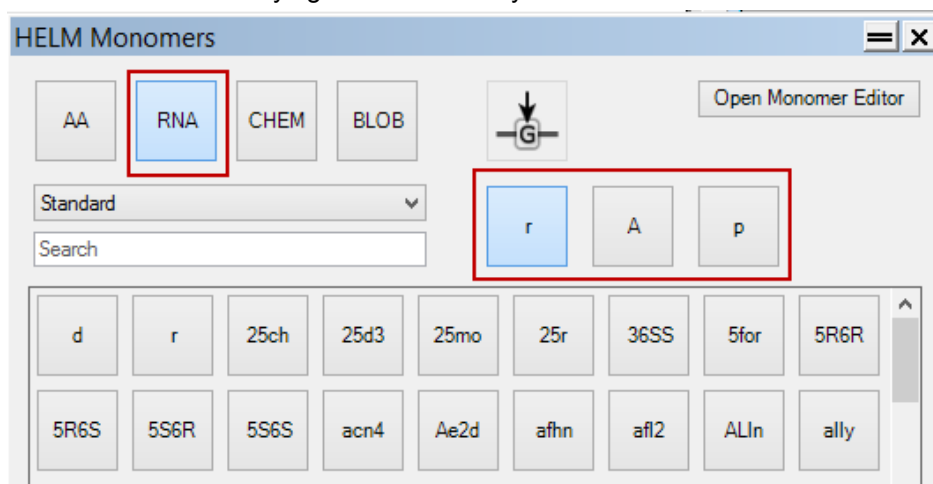 HELM Monomers
AA RNA CHEM BLOB G Open Monomer Editor
Standard
r A p
Search
d r 25ch 25d3 25mo 25r 36SS 5for 5R6R
5R6S 5S6R 5S6S acn4 Ae2d afhn afl2 ALIn ally